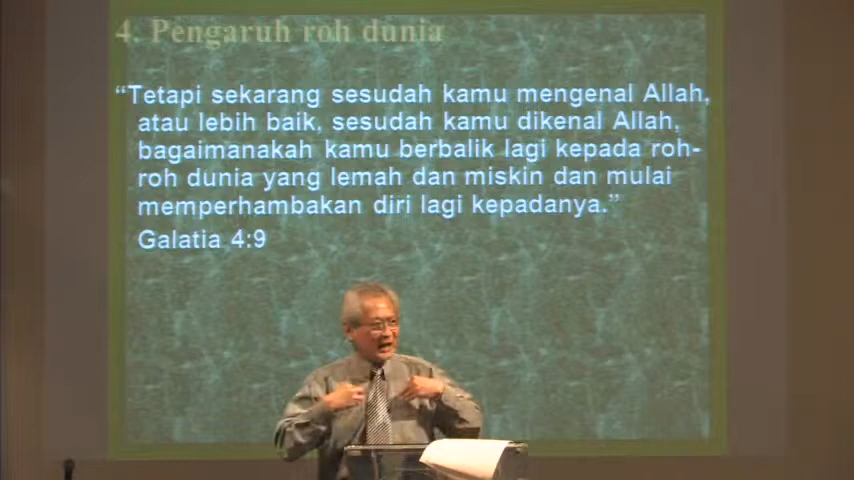 4. Pengaruh roh dunia
“Tetapi sekarang sesudah kamu mengenal Allah,
atau lebih baik, sesudah kamu dikenal Allah,
bagaimanakah kamu berbalik lagi kepada roh-
roh dunia yang lemah dan miskin dan mulai
memperhambakan diri lagi kepadanya.”
Galatia 4:9